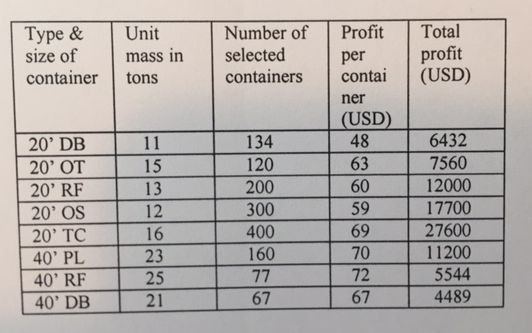 Type & size of container | Unit mass in tons | Number of selected containers | Profit per contai ner (USD) | Total profit (USD)
20' DB | 11 | 134 | 48 | 6432
20' OT | 15 | 120 | 63 | 7560
20' RF | 13 | 200 | 60 | 12000
20' OS | 12 | 300 | 59 | 17700
20' TC | 16 | 400 | 69 | 27600
40' PL | 23 | 160 | 70 | 11200
40' RF | 25 | 77 | 72 | 5544
40' DB | 21 | 67 | 67 | 4489